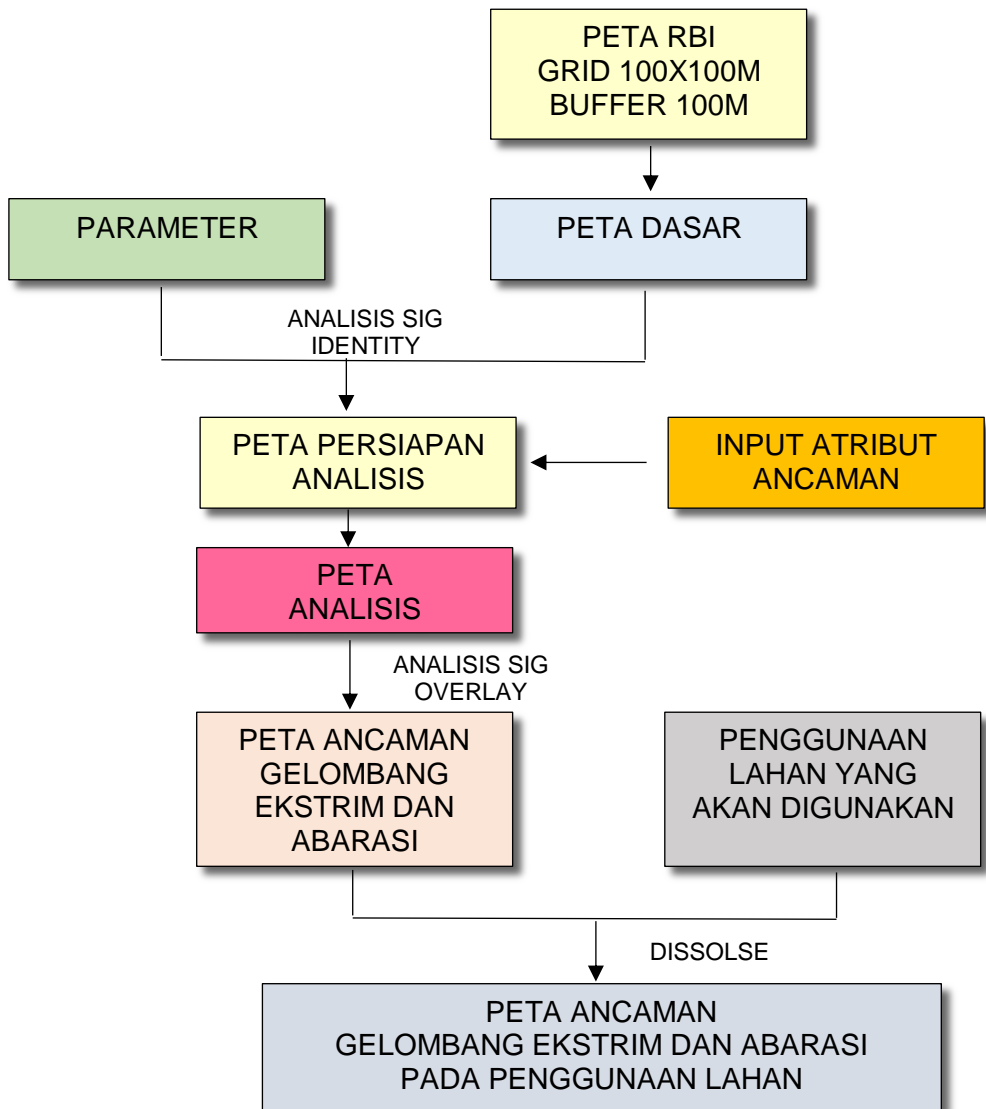 PETA RBI
GRID 100X100M
BUFFER 100M
PARAMETER
PETA DASAR
ANALISIS SIG
IDENTITY
PETA PERSIAPAN
ANALISIS
INPUT ATRIBUT
ANCAMAN
PETA
ANALISIS
ANALISIS SIG
OVERLAY
PETA ANCAMAN
GELOMBANG
EKSTRIM DAN
ABARASI
PENGGUNAAN
LAHAN YANG
AKAN DIGUNAKAN
DISSOLSE
PETA ANCAMAN
GELOMBANG EKSTRIM DAN ABARASI
PADA PENGGUNAAN LAHAN